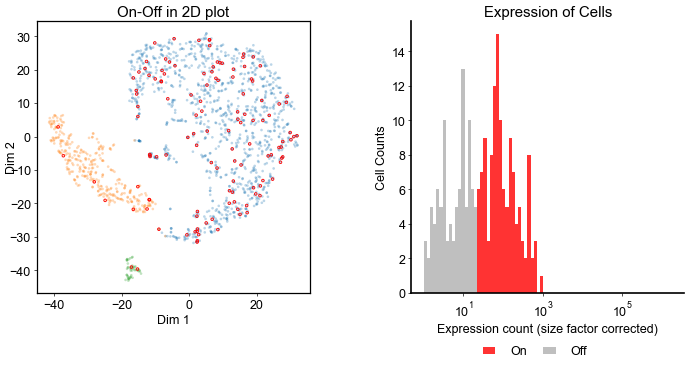 On-Off in 2D plot
30
20
10
0
−10
−20
−30
−40
Dim 2
−40
−20
0
20
Dim 1
Expression of Cells
14
12
10
8
6
4
2
0
Cell Counts
10^1
10^3
10^5
Expression count (size factor corrected)
On
Off